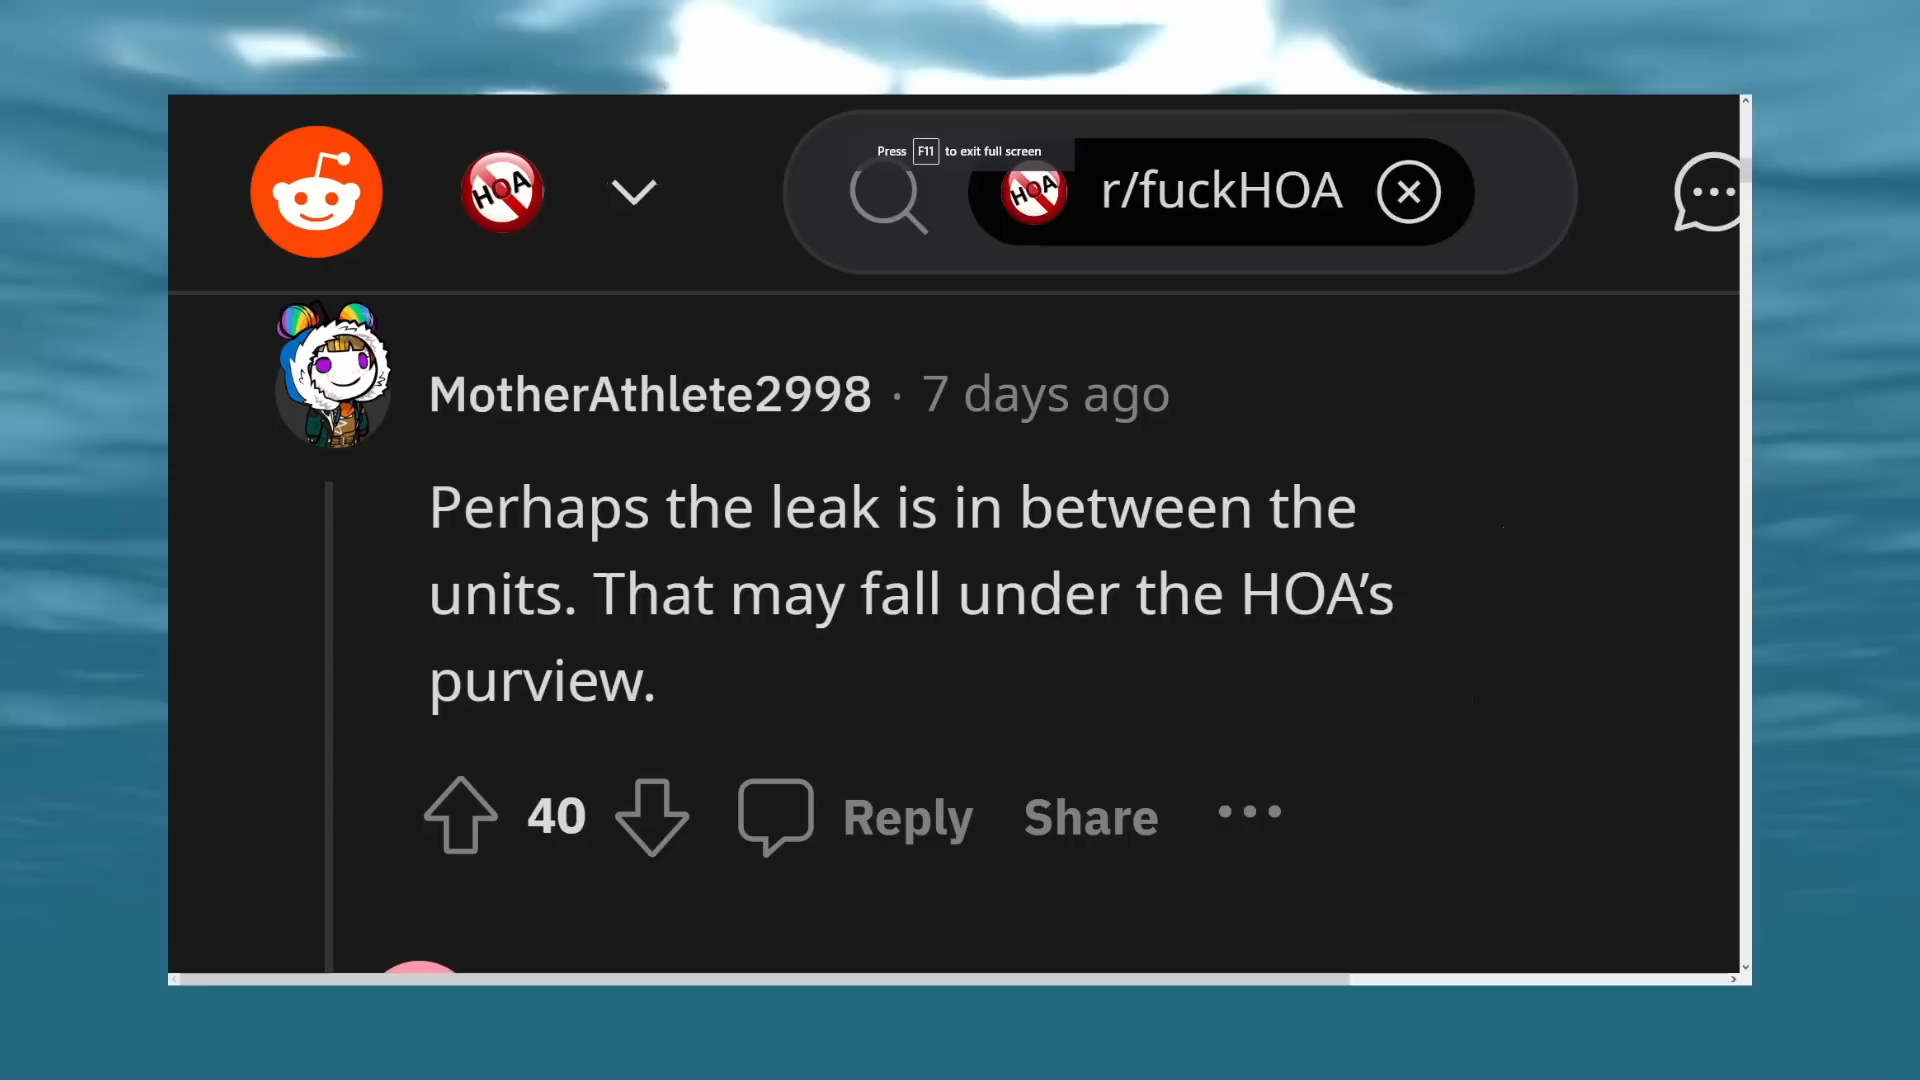 Press F11 to exit full screen
HOA
HOA r/fuckHOA
MotherAthlete2998 · 7 days ago
Perhaps the leak is in between the
units. That may fall under the HOA’s
purview.
40 Reply Share ···